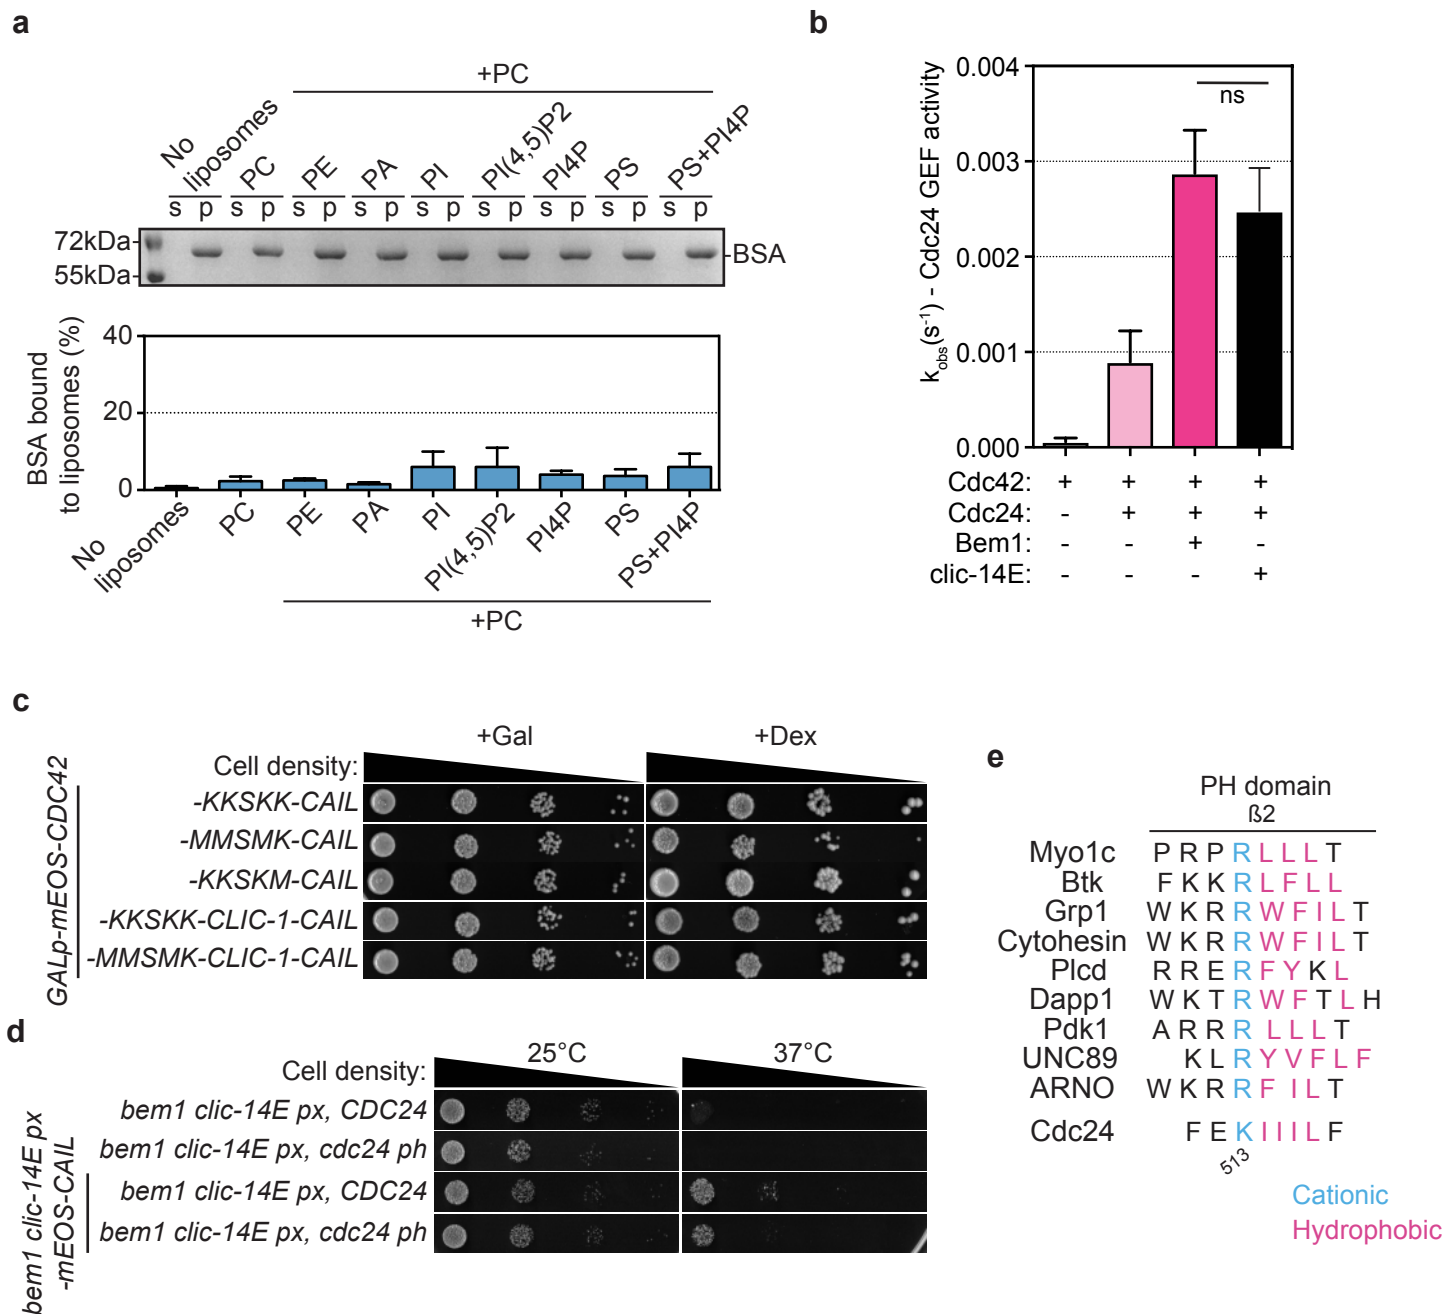 a
+PC
No liposomes
PC
PE
PA
PI
PI(4,5)P2
PI4P
PS
PS+PI4P
s p s p s p s p s p s p s p s p s p
72kDa-
55kDa-
-BSA
BSA bound
to liposomes (%)
40
20
0
No liposomes
PC
PE
PA
PI
PI(4,5)P2
PI4P
PS
PS+PI4P
+PC
b
k_obs(s⁻¹) - Cdc24 GEF activity
0.004
0.003
0.002
0.001
0.000
ns
Cdc42: + + + +
Cdc24: - + + +
Bem1: - - + -
clic-14E: - - - +
c
+Gal +Dex
Cell density:
GALp-mEOS-CDC42
-KKSKK-CAIL
-MMSMK-CAIL
-KKSKM-CAIL
-KKSKK-CLIC-1-CAIL
-MMSMK-CLIC-1-CAIL
d
25°C 37°C
Cell density:
bem1 clic-14E px, CDC24
bem1 clic-14E px, cdc24 ph
bem1 clic-14E px, CDC24
bem1 clic-14E px, cdc24 ph
bem1 clic-14E px
-mEOS-CAIL
e
PH domain
ß2
Myo1c P R P R L L L T
Btk F K K R L F L L
Grp1 W K R R W F I L T
Cytohesin W K R R W F I L T
Plcd R R E R F Y K L
Dapp1 W K T R W F T L H
Pdk1 A R R R L L L T
UNC89 K L R Y V F L F
ARNO W K R R F I L T
Cdc24 F E K I I I L F
513
Cationic
Hydrophobic